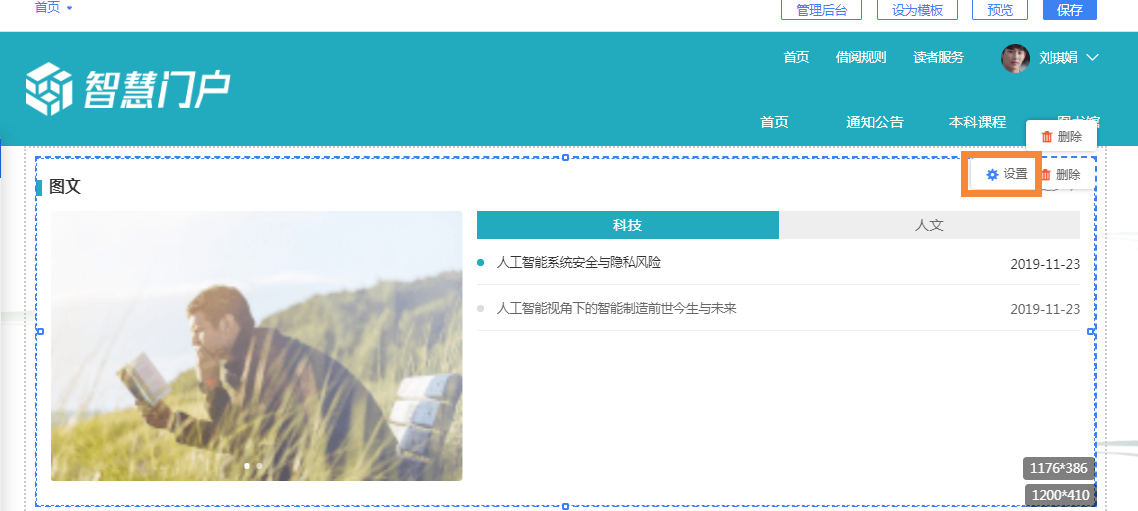 首页
管理后台 设为模板 预览 保存
首页 借阅规则 读者服务 刘琪娟
智慧门户
首页 通知公告 本科课程 图书馆
删除
设置 删除
图文
科技 人文
人工智能系统安全与隐私风险 2019-11-23
人工智能视角下的智能制造前世今生与未来 2019-11-23
1176*386
1200*410